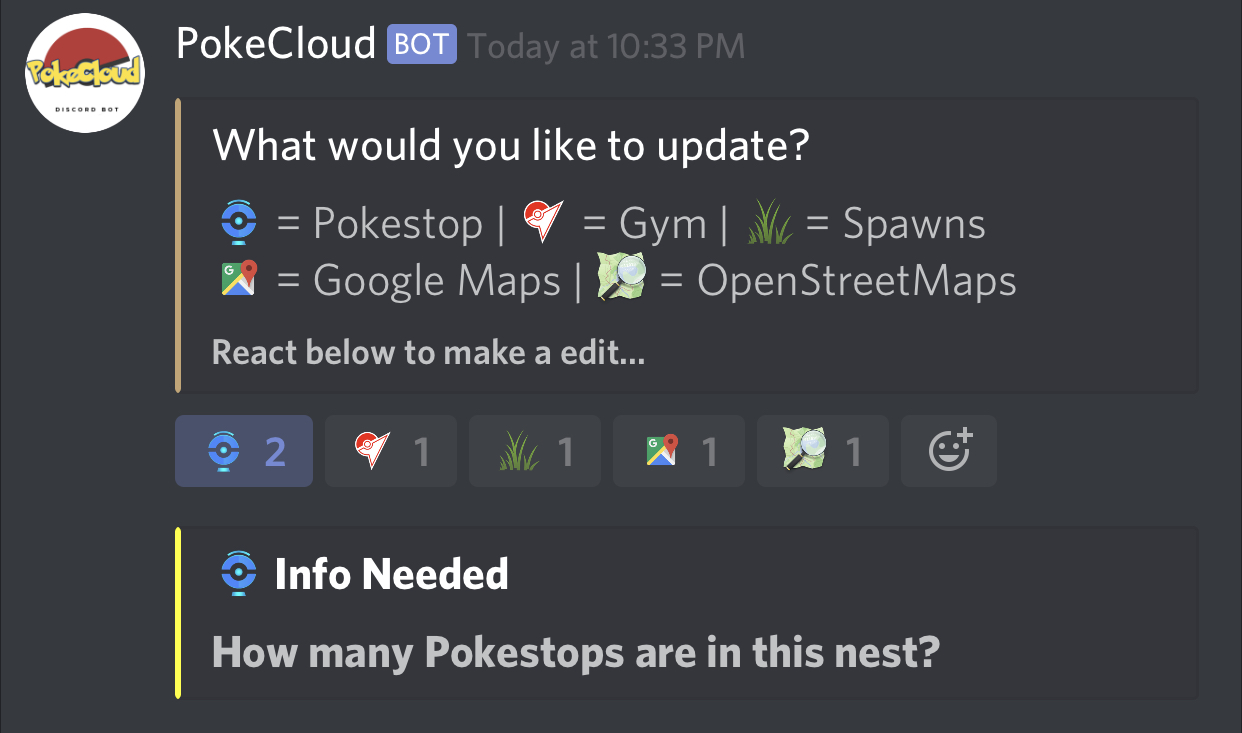 PokeCloud BOT Today at 10:33 PM
PokeCloud
DISCORD BOT
What would you like to update?
= Pokestop | = Gym | = Spawns
G = Google Maps | = OpenStreetMaps
React below to make a edit...
2 1 1 G 1 1
Info Needed
How many Pokestops are in this nest?